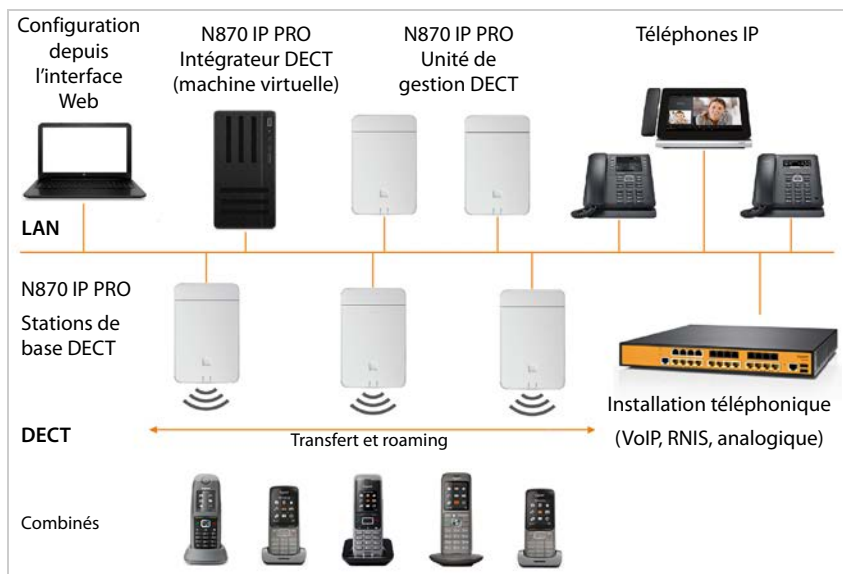 Configuration
depuis
l'interface
Web
N870 IP PRO
Intégrateur DECT
(machine virtuelle)
N870 IP PRO
Unité de
gestion DECT
Téléphones IP
LAN
N870 IP PRO
Stations de
base DECT
Installation téléphonique
(VoIP, RNIS, analogique)
DECT
Transfert et roaming
Combinés